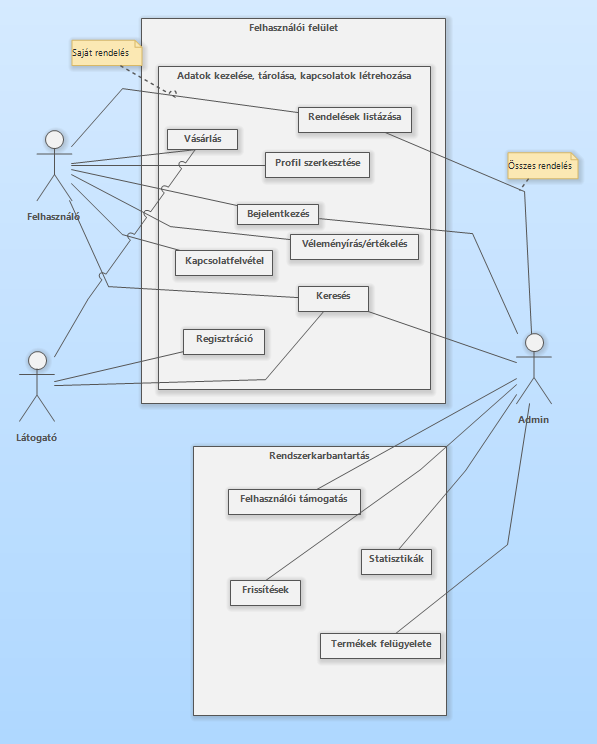 Felhasználói felület
Saját rendelés
Adatok kezelése, tárolása, kapcsolatok létrehozása
Rendelések listázása
Vásárlás
Profil szerkesztése
Összes rendelés
Bejelentkezés
Felhasználó
Véleményírás/értékelés
Kapcsolatfelvétel
Keresés
Regisztráció
Látogató
Admin
Rendszerkarbantartás
Felhasználói támogatás
Statisztikák
Frissítések
Termékek felügyelete